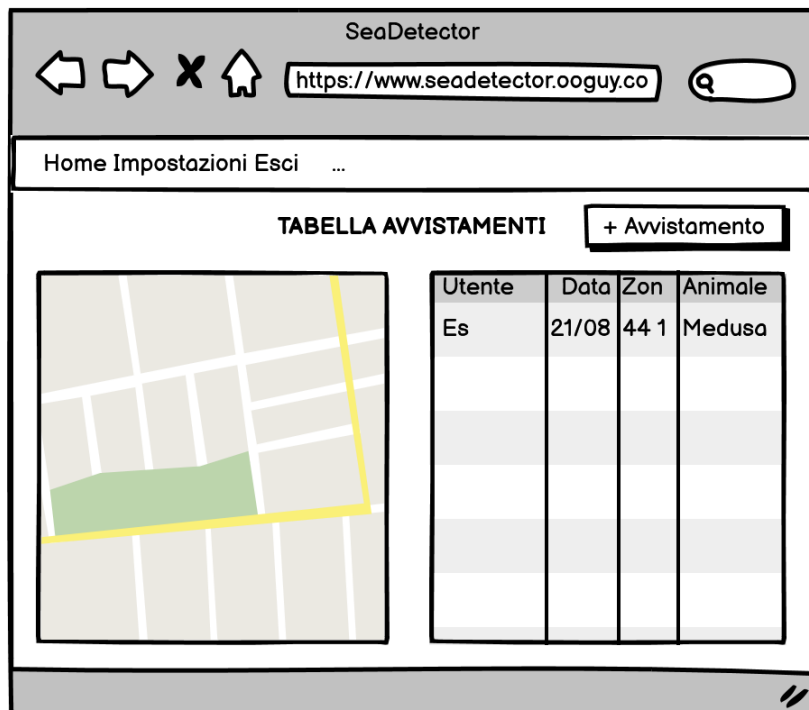 SeaDetector
https://www.seadetector.ooguy.co
Home Impostazioni Esci ...
TABELLA AVVISTAMENTI + Avvistamento
Utente Data Zon Animale
Es 21/08 44 1 Medusa